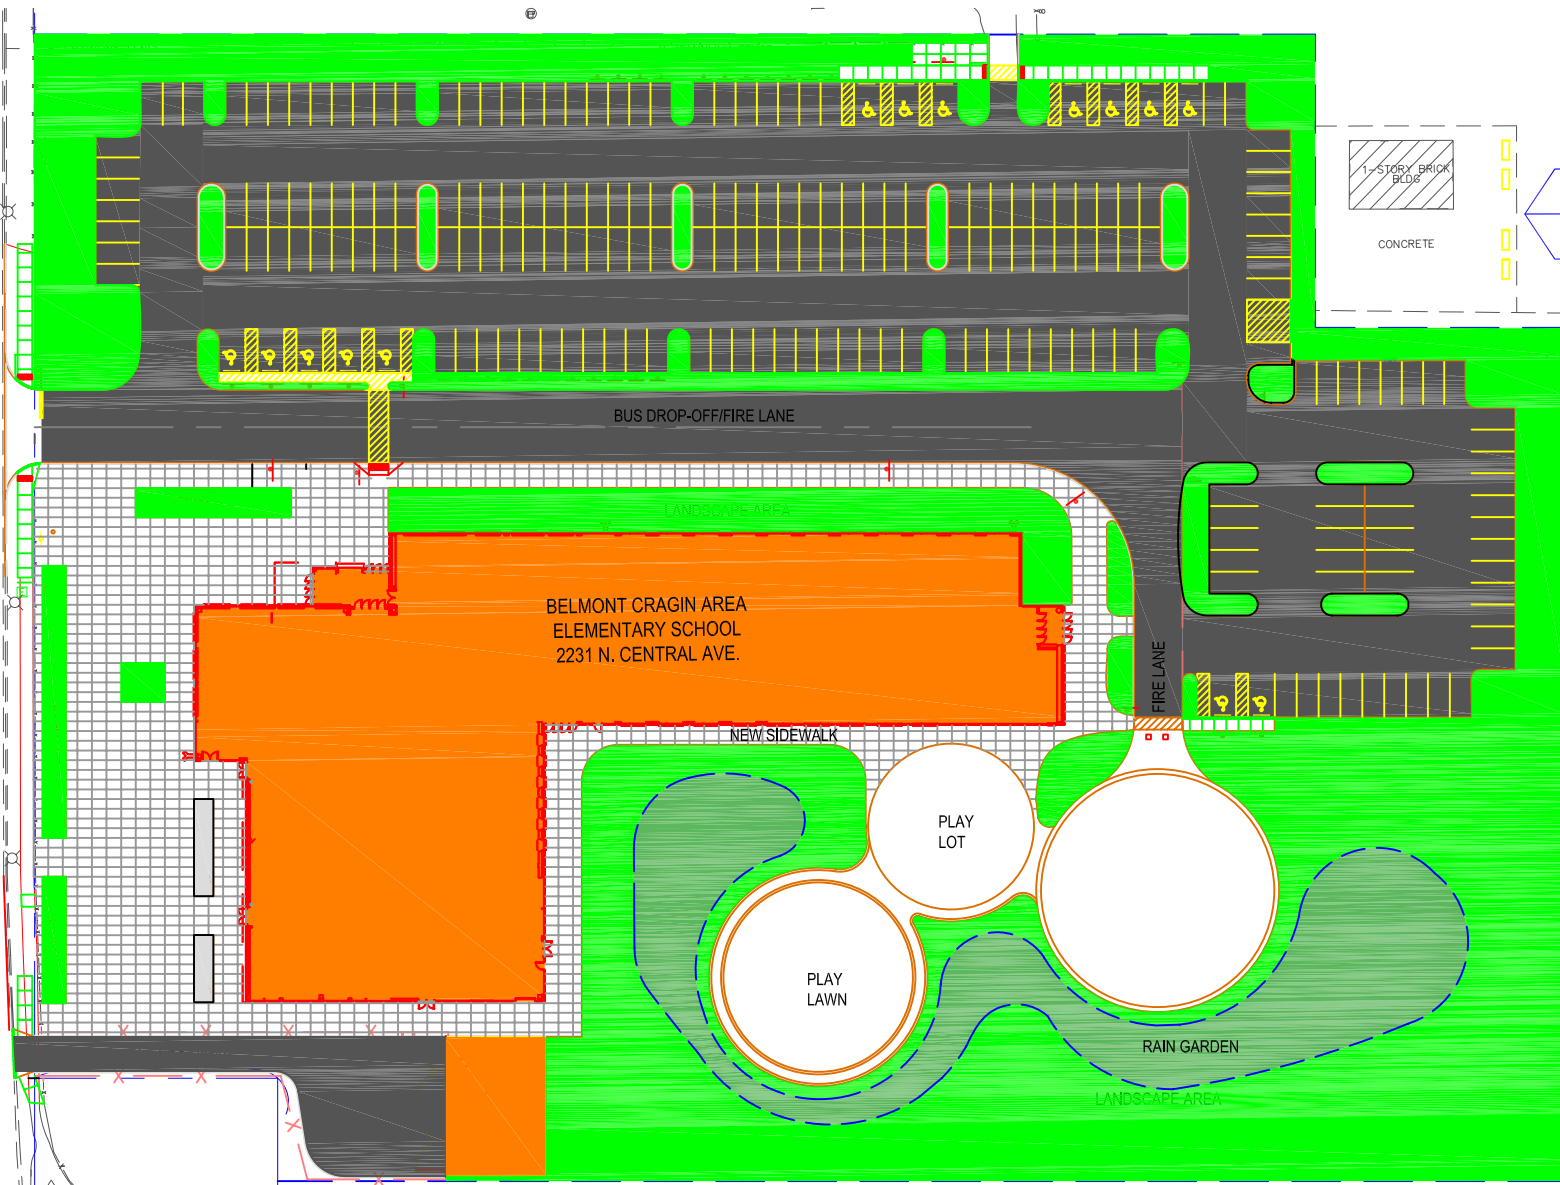 1-STORY BRICK
BLDG
CONCRETE
BUS DROP-OFF/FIRE LANE
LANDSCAPE AREA
BELMONT CRAGIN AREA
ELEMENTARY SCHOOL
2231 N. CENTRAL AVE.
FIRE LANE
NEW SIDEWALK
PLAY
LOT
PLAY
LAWN
RAIN GARDEN
LANDSCAPE AREA